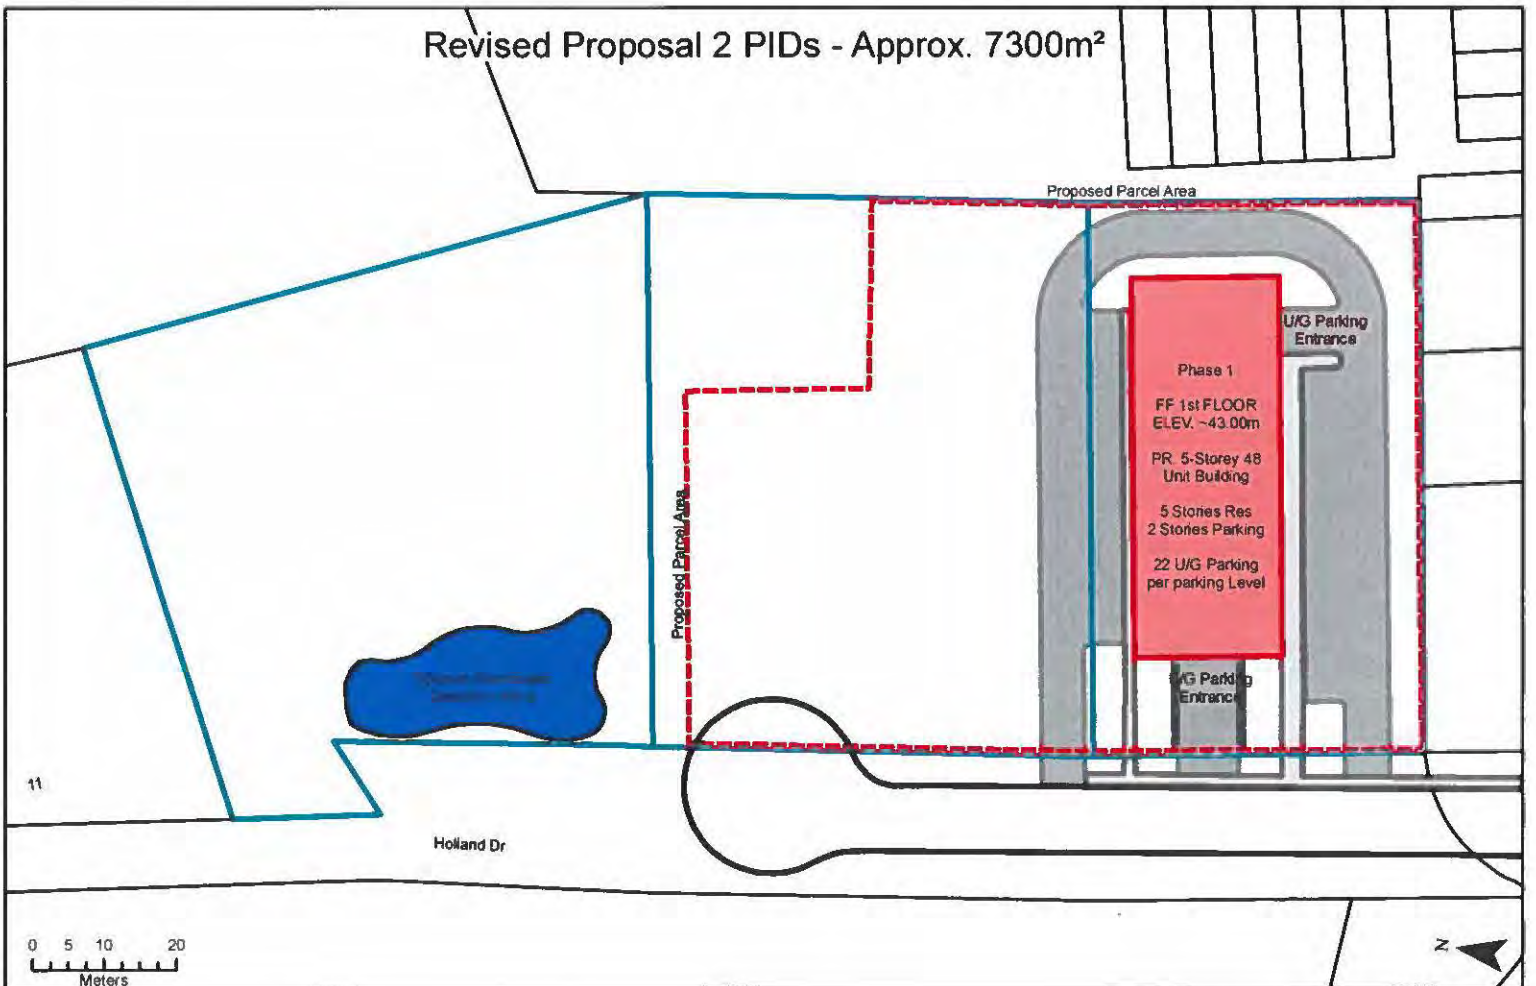 Revised Proposal 2 PIDs - Approx. 7300m²
Proposed Parcel Area
U/G Parking
Entrance
Phase 1
FF 1st FLOOR
ELEV. ~43.00m
PR. 5-Storey 48
Unit Building
5 Stories Res
2 Stories Parking
22 U/G Parking
per parking Level
Proposed Parcel Area
U/G Parking
Entrance
11
Holland Dr
0 5 10 20
Meters
N